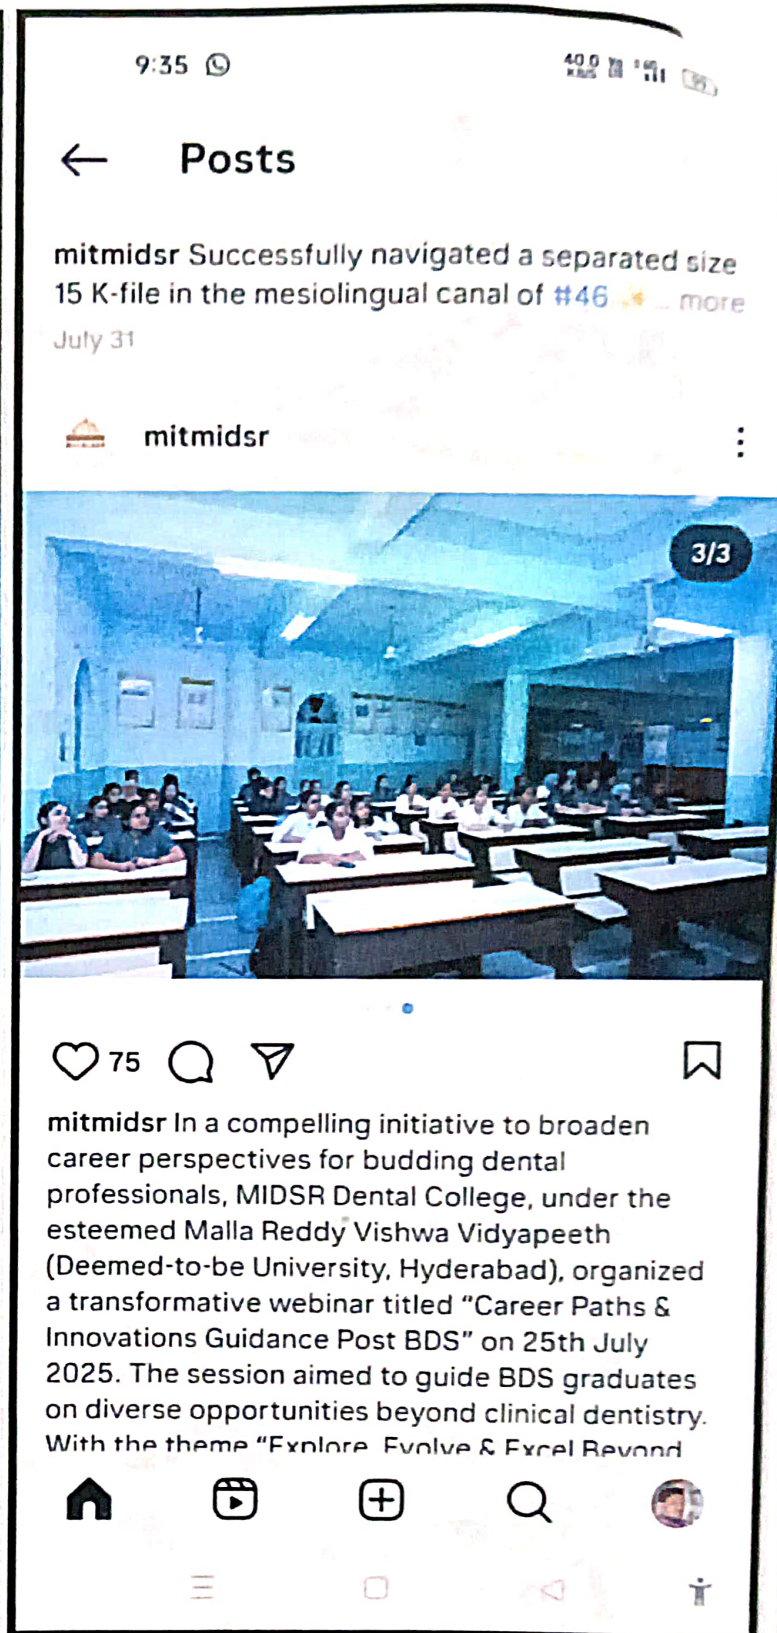 9:35
Posts
mitmidsr Successfully navigated a separated size
15 K-file in the mesiolingual canal of #46 ... more
July 31
mitmidsr
3/3
75
mitmidsr In a compelling initiative to broaden
career perspectives for budding dental
professionals, MIDSR Dental College, under the
esteemed Malla Reddy Vishwa Vidyapeeth
(Deemed-to-be University, Hyderabad), organized
a transformative webinar titled “Career Paths &
Innovations Guidance Post BDS” on 25th July
2025. The session aimed to guide BDS graduates
on diverse opportunities beyond clinical dentistry.
With the theme “Explore, Evolve & Excel Beyond